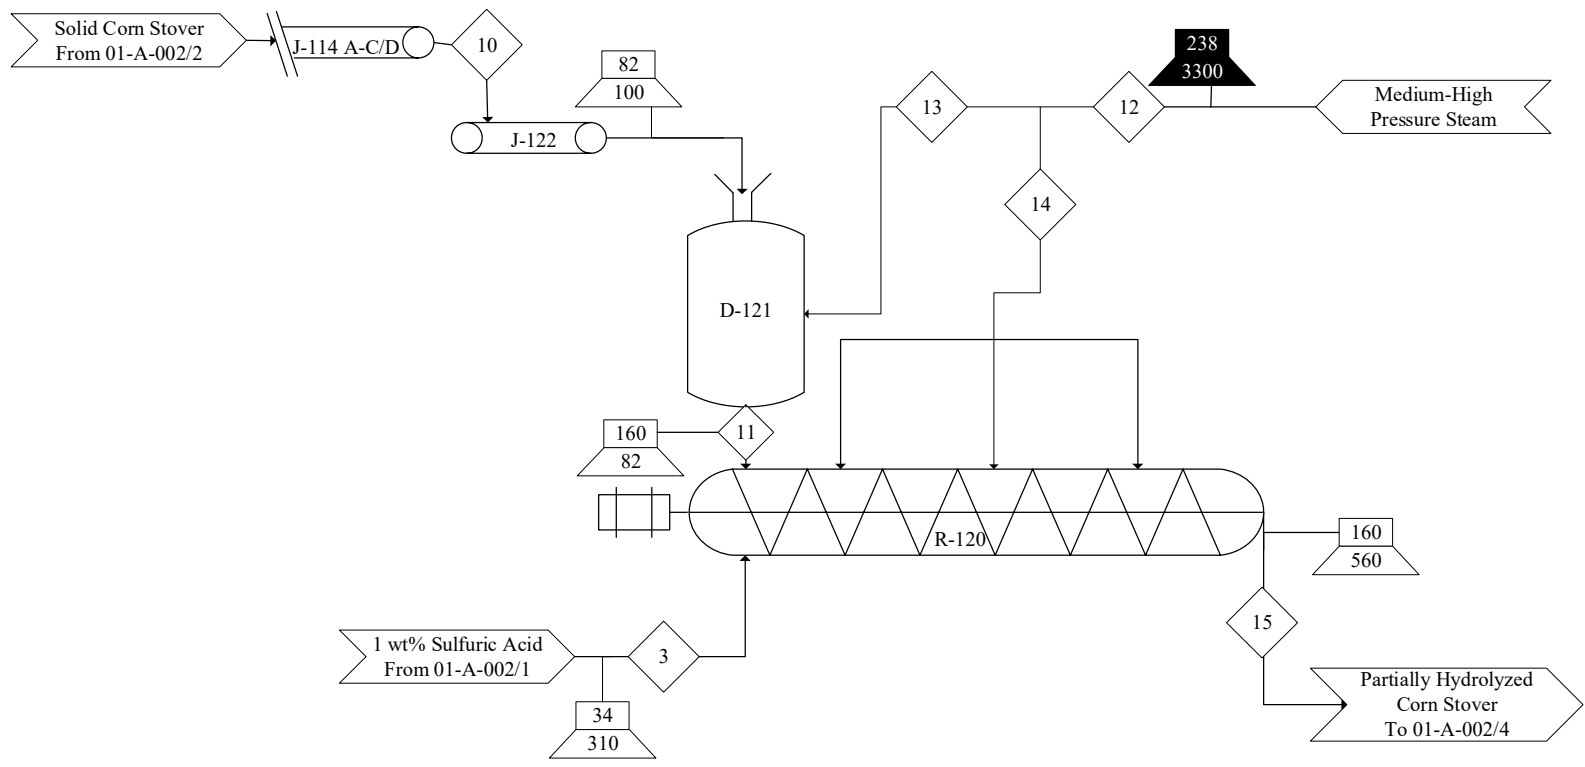 Solid Corn Stover
From 01-A-002/2
J-114 A-C/D
10
82
100
J-122
13
12
238
3300
Medium-High
Pressure Steam
14
D-121
160
82
11
R-120
160
560
15
1 wt% Sulfuric Acid
From 01-A-002/1
3
34
310
Partially Hydrolyzed
Corn Stover
To 01-A-002/4